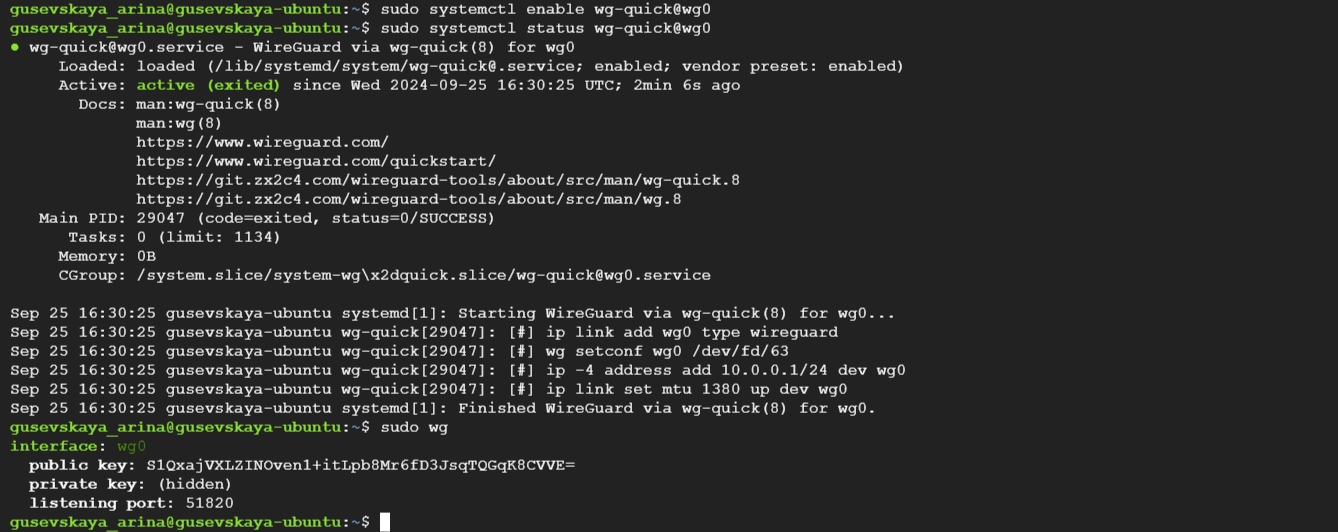 gusevskaya_arina@gusevskaya-ubuntu:~$ sudo systemctl enable wg-quick@wg0
gusevskaya_arina@gusevskaya-ubuntu:~$ sudo systemctl status wg-quick@wg0
● wg-quick@wg0.service - WireGuard via wg-quick(8) for wg0
Loaded: loaded (/lib/systemd/system/wg-quick@.service; enabled; vendor preset: enabled)
Active: active (exited) since Wed 2024-09-25 16:30:25 UTC; 2min 6s ago
Docs: man:wg-quick(8)
man:wg(8)
https://www.wireguard.com/
https://www.wireguard.com/quickstart/
https://git.zx2c4.com/wireguard-tools/about/src/man/wg-quick.8
https://git.zx2c4.com/wireguard-tools/about/src/man/wg.8
Main PID: 29047 (code=exited, status=0/SUCCESS)
Tasks: 0 (limit: 1134)
Memory: 0B
CGroup: /system.slice/system-wg\x2dquick.slice/wg-quick@wg0.service
Sep 25 16:30:25 gusevskaya-ubuntu systemd[1]: Starting WireGuard via wg-quick(8) for wg0...
Sep 25 16:30:25 gusevskaya-ubuntu wg-quick[29047]: [#] ip link add wg0 type wireguard
Sep 25 16:30:25 gusevskaya-ubuntu wg-quick[29047]: [#] wg setconf wg0 /dev/fd/63
Sep 25 16:30:25 gusevskaya-ubuntu wg-quick[29047]: [#] ip -4 address add 10.0.0.1/24 dev wg0
Sep 25 16:30:25 gusevskaya-ubuntu wg-quick[29047]: [#] ip link set mtu 1380 up dev wg0
Sep 25 16:30:25 gusevskaya-ubuntu systemd[1]: Finished WireGuard via wg-quick(8) for wg0.
gusevskaya_arina@gusevskaya-ubuntu:~$ sudo wg
interface: wg0
public key: S1QxajVXLZINOven1+itLpb8Mr6fD3JsqTQGqK8CVVE=
private key: (hidden)
listening port: 51820
gusevskaya_arina@gusevskaya-ubuntu:~$